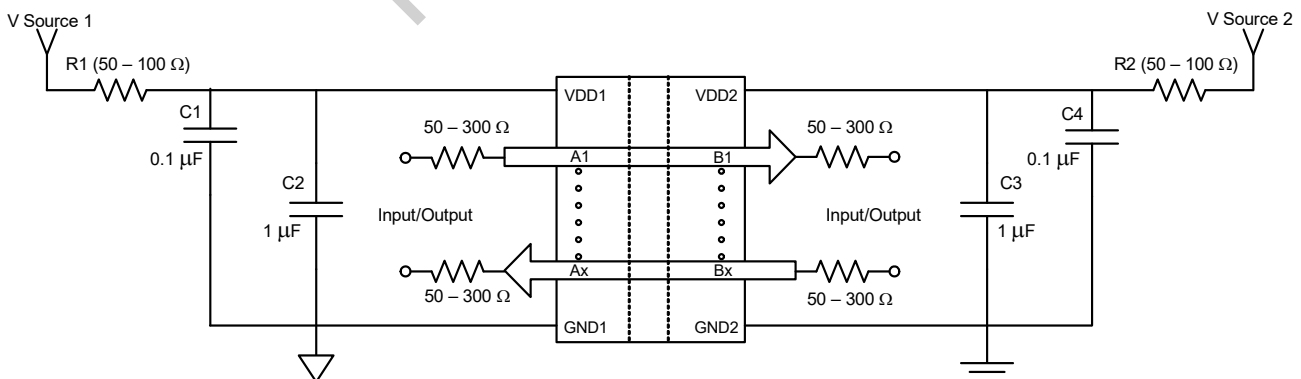 V Source 1
V Source 2
R1 (50 – 100 Ω)
R2 (50 – 100 Ω)
VDD1
VDD2
C1
C4
50 – 300 Ω
50 – 300 Ω
0.1 μF
A1
B1
0.1 μF
C2
C3
Input/Output
Input/Output
1 μF
1 μF
Ax
Bx
50 – 300 Ω
50 – 300 Ω
GND1
GND2